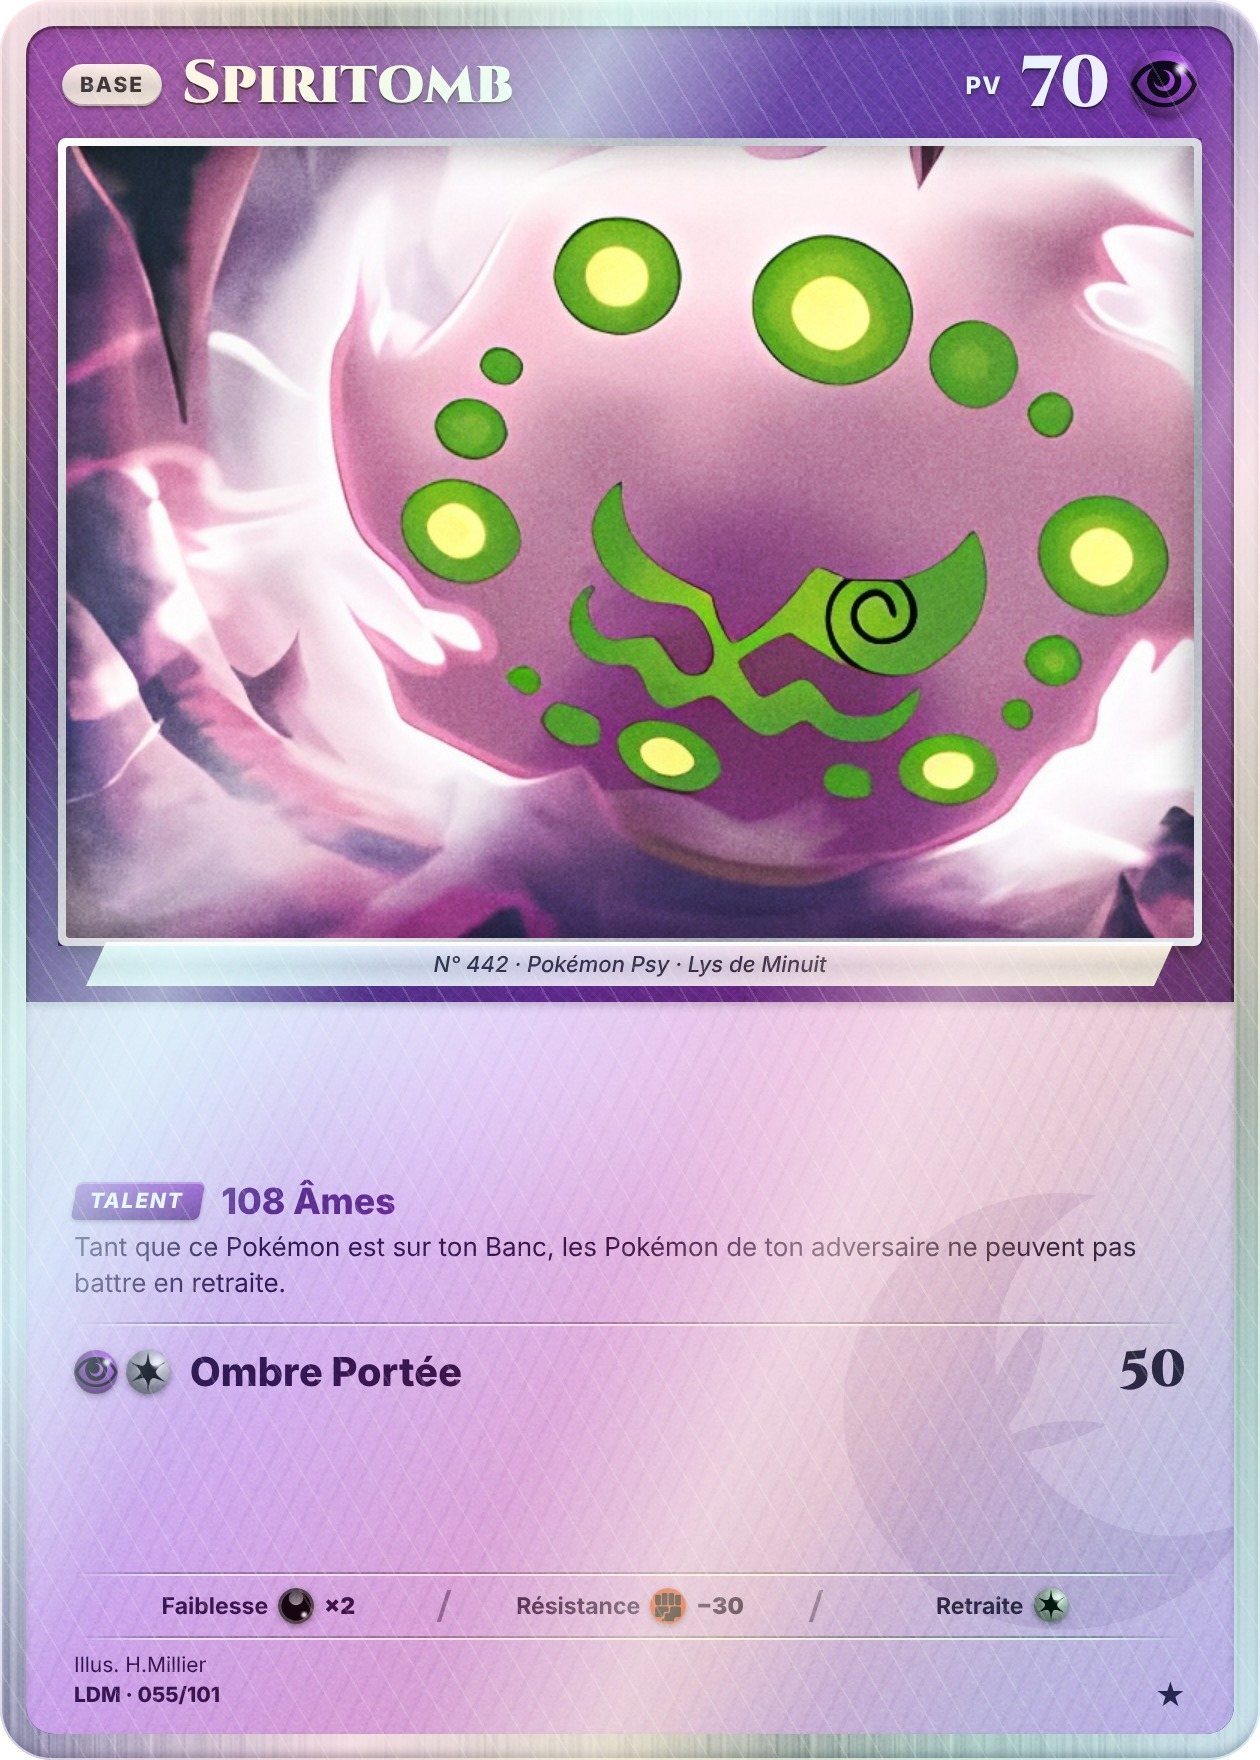 BASE Spiritomb PV 70
N° 442 · Pokémon Psy · Lys de Minuit
TALENT 108 Âmes
Tant que ce Pokémon est sur ton Banc, les Pokémon de ton adversaire ne peuvent pas
battre en retraite.
Ombre Portée 50
Faiblesse ×2 / Résistance −30 / Retraite
Illus. H.Millier
LDM · 055/101